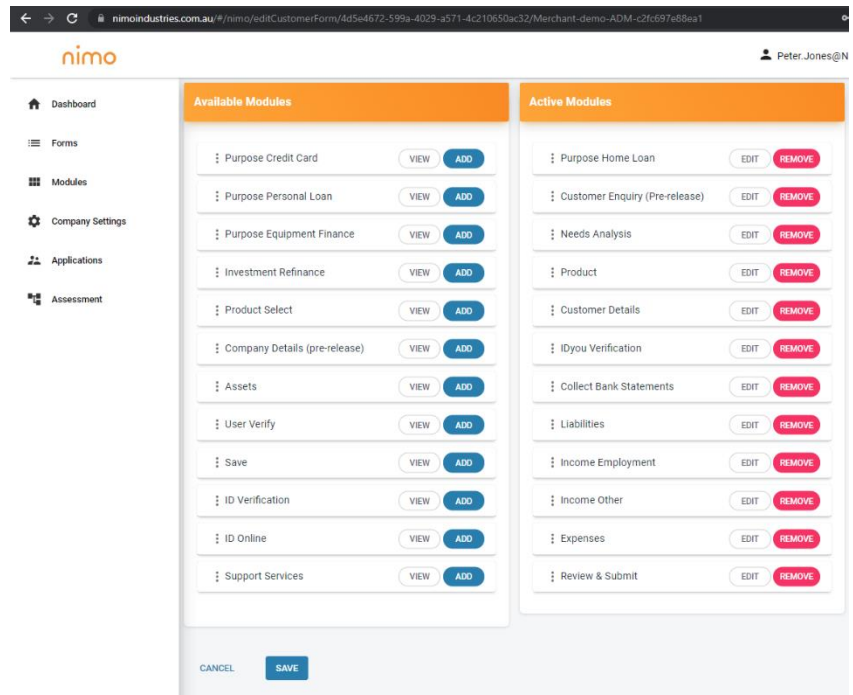 nimoindustries.com.au/#/nimo/editCustomerForm/4d5e4672-599a-4029-a571-4c210650ac32/Merchant-demo-ADM-c2fc697e88ea1
nimo
Peter.Jones@N
Dashboard
Forms
Modules
Company Settings
Applications
Assessment
Available Modules
Purpose Credit Card VIEW ADD
Purpose Personal Loan VIEW ADD
Purpose Equipment Finance VIEW ADD
Investment Refinance VIEW ADD
Product Select VIEW ADD
Company Details (pre-release) VIEW ADD
Assets VIEW ADD
User Verify VIEW ADD
Save VIEW ADD
ID Verification VIEW ADD
ID Online VIEW ADD
Support Services VIEW ADD
Active Modules
Purpose Home Loan EDIT REMOVE
Customer Enquiry (Pre-release) EDIT REMOVE
Needs Analysis EDIT REMOVE
Product EDIT REMOVE
Customer Details EDIT REMOVE
IDyou Verification EDIT REMOVE
Collect Bank Statements EDIT REMOVE
Liabilities EDIT REMOVE
Income Employment EDIT REMOVE
Income Other EDIT REMOVE
Expenses EDIT REMOVE
Review & Submit EDIT REMOVE
CANCEL SAVE